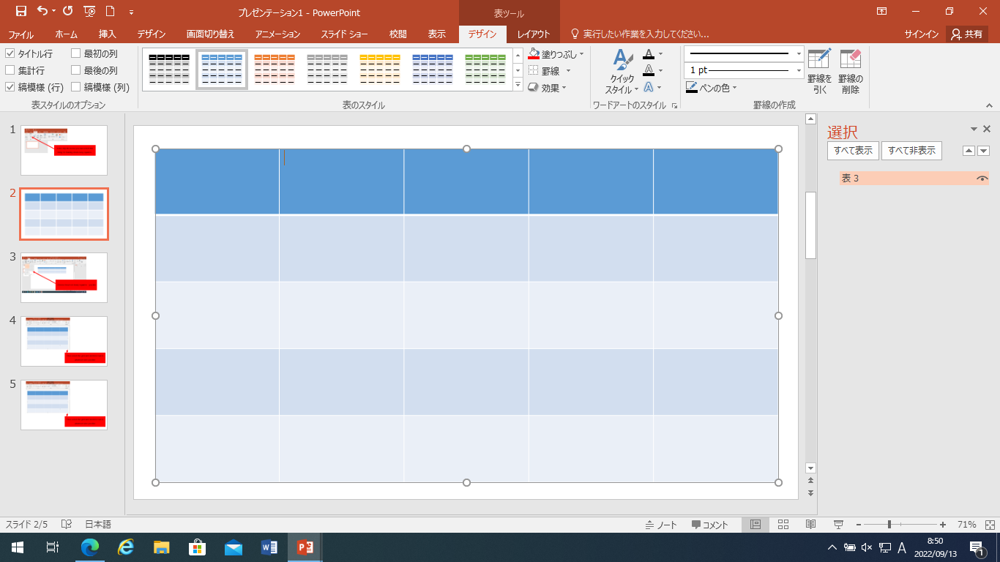 プレゼンテーション1 - PowerPoint
表ツール
ファイル ホーム 挿入 デザイン 画面切り替え アニメーション スライド ショー 校閲 表示 デザイン レイアウト 実行したい作業を入力してください... サインイン 共有
タイトル行 最初の列
集計行 最後の列
縞模様 (行) 縞模様 (列)
表スタイルのオプション
塗りつぶし
罫線
効果
表のスタイル
クイック
スタイル
A
A
A
ワードアートのスタイル
1 pt
ペンの色
罫線を
引く
罫線の
削除
罫線の作成
1
2
3
4
5
選択
すべて表示 すべて非表示
表 3
スライド 2/5 日本語 ノート コメント 71%
A
8:50
2022/09/13
1